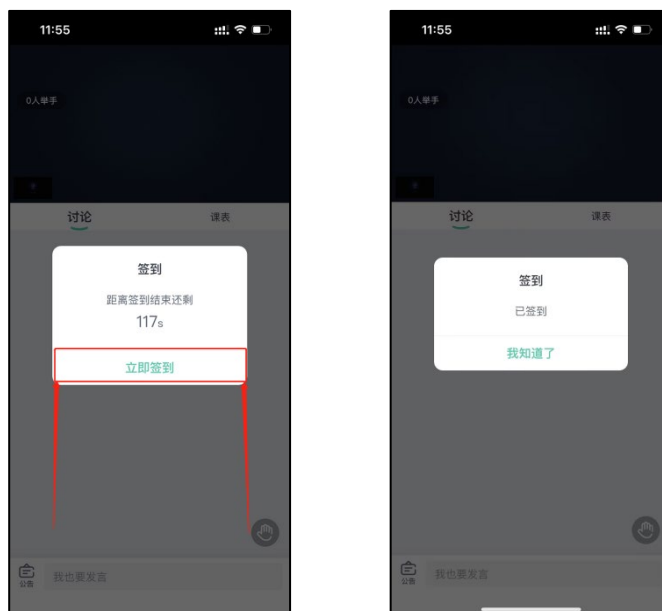 11:55
0人举手
讨论
课表
签到
距离签到结束还剩
117s
立即签到
公告
我也要发言
11:55
0人举手
讨论
课表
签到
已签到
我知道了
公告
我也要发言